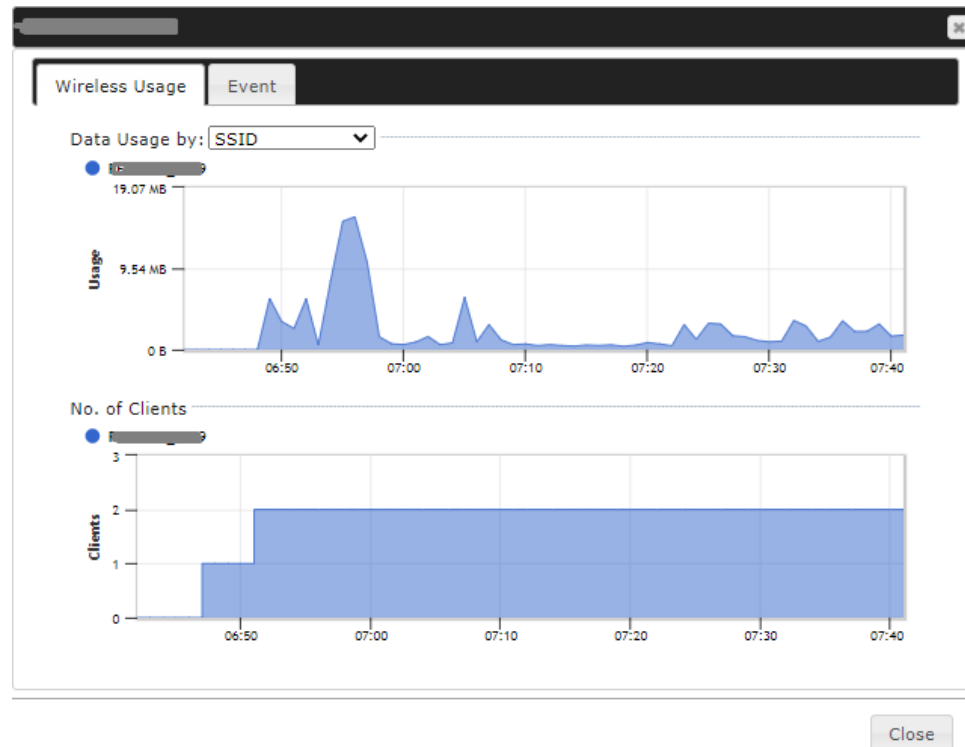 Wireless Usage Event
Data Usage by: SSID
19.07 MB
9.54 MB
0 B
Usage
06:50 07:00 07:10 07:20 07:30 07:40
No. of Clients
3
2
1
0
Clients
06:50 07:00 07:10 07:20 07:30 07:40
Close